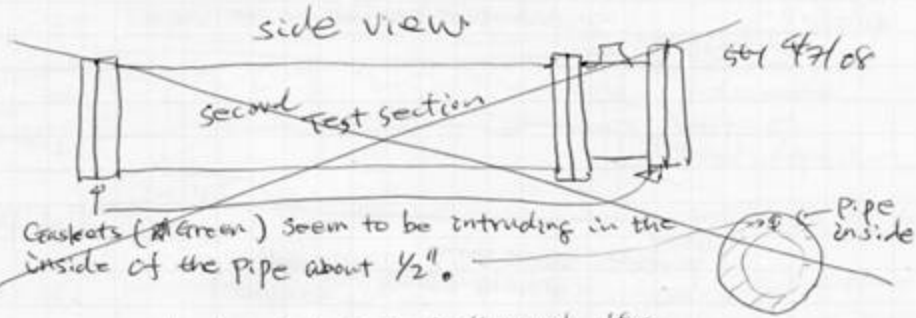 side view
second Test section
4/7/08
Gaskets (Green) seem to be intruding in the
inside of the pipe about 1/2".
pipe
inside